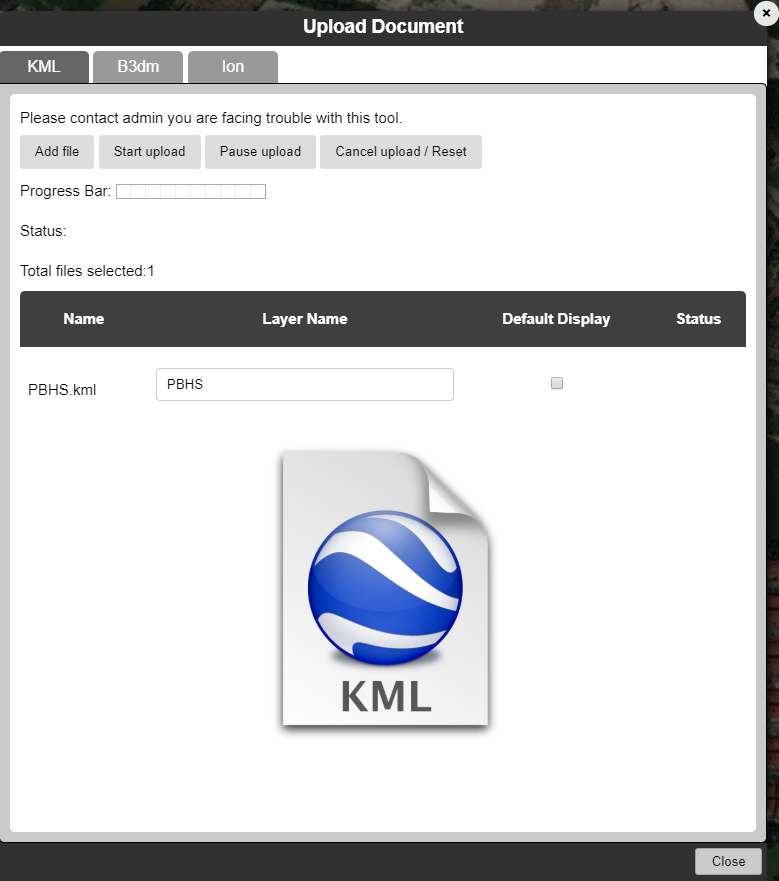 Upload Document
×
KML B3dm Ion
Please contact admin you are facing trouble with this tool.
Add file Start upload Pause upload Cancel upload / Reset
Progress Bar:
Status:
Total files selected:1
Name Layer Name Default Display Status
PBHS.kml PBHS
KML
Close